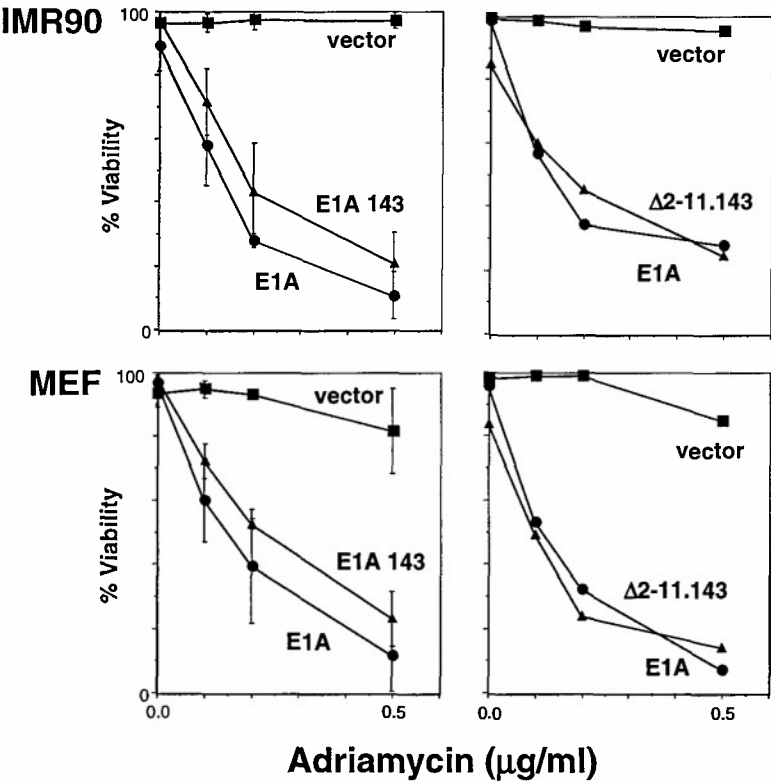 IMR90
100
vector
% Viability
E1A 143
E1A
0
vector
Δ2-11.143
E1A
MEF
100
vector
% Viability
E1A 143
E1A
0
0.0
0.5
vector
Δ2-11.143
E1A
0.0
0.5
Adriamycin (μg/ml)